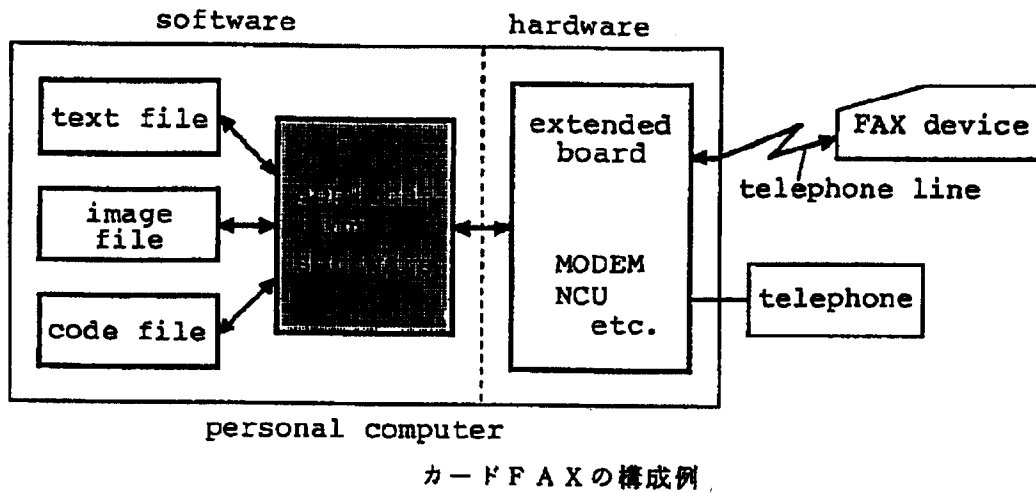 software
hardware
text file
image
file
code file
extended
board
MODEM
NCU
etc.
FAX device
telephone line
telephone
personal computer
カードＦＡＸの構成例